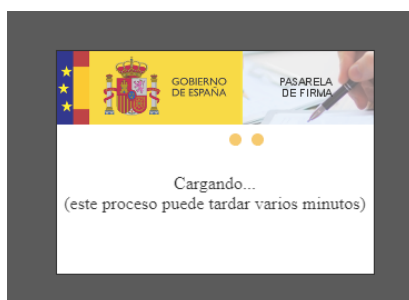 GOBIERNO
DE ESPAÑA
PASARELA
DE FIRMA
Cargando...
(este proceso puede tardar varios minutos)